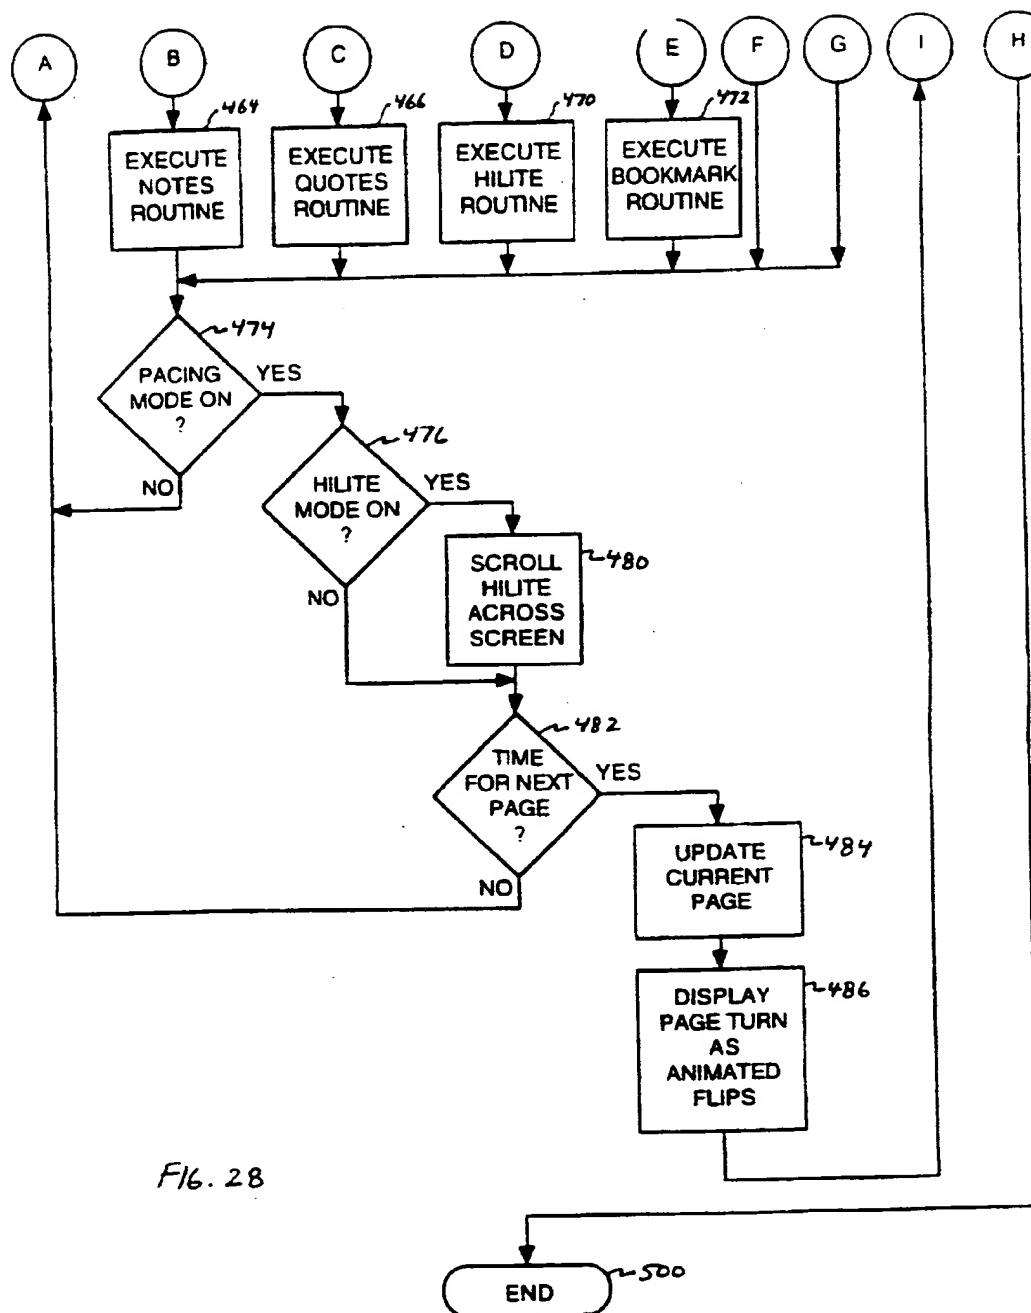 A B C D E F G I H
464 466 470 472
EXECUTE
NOTES
ROUTINE
EXECUTE
QUOTES
ROUTINE
EXECUTE
HILITE
ROUTINE
EXECUTE
BOOKMARK
ROUTINE
474
PACING
MODE ON
?
YES
NO
476
HILITE
MODE ON
?
YES
NO
480
SCROLL
HILITE
ACROSS
SCREEN
482
TIME
FOR NEXT
PAGE
?
YES
NO
484
UPDATE
CURRENT
PAGE
486
DISPLAY
PAGE TURN
AS
ANIMATED
FLIPS
FIG. 28
END
500